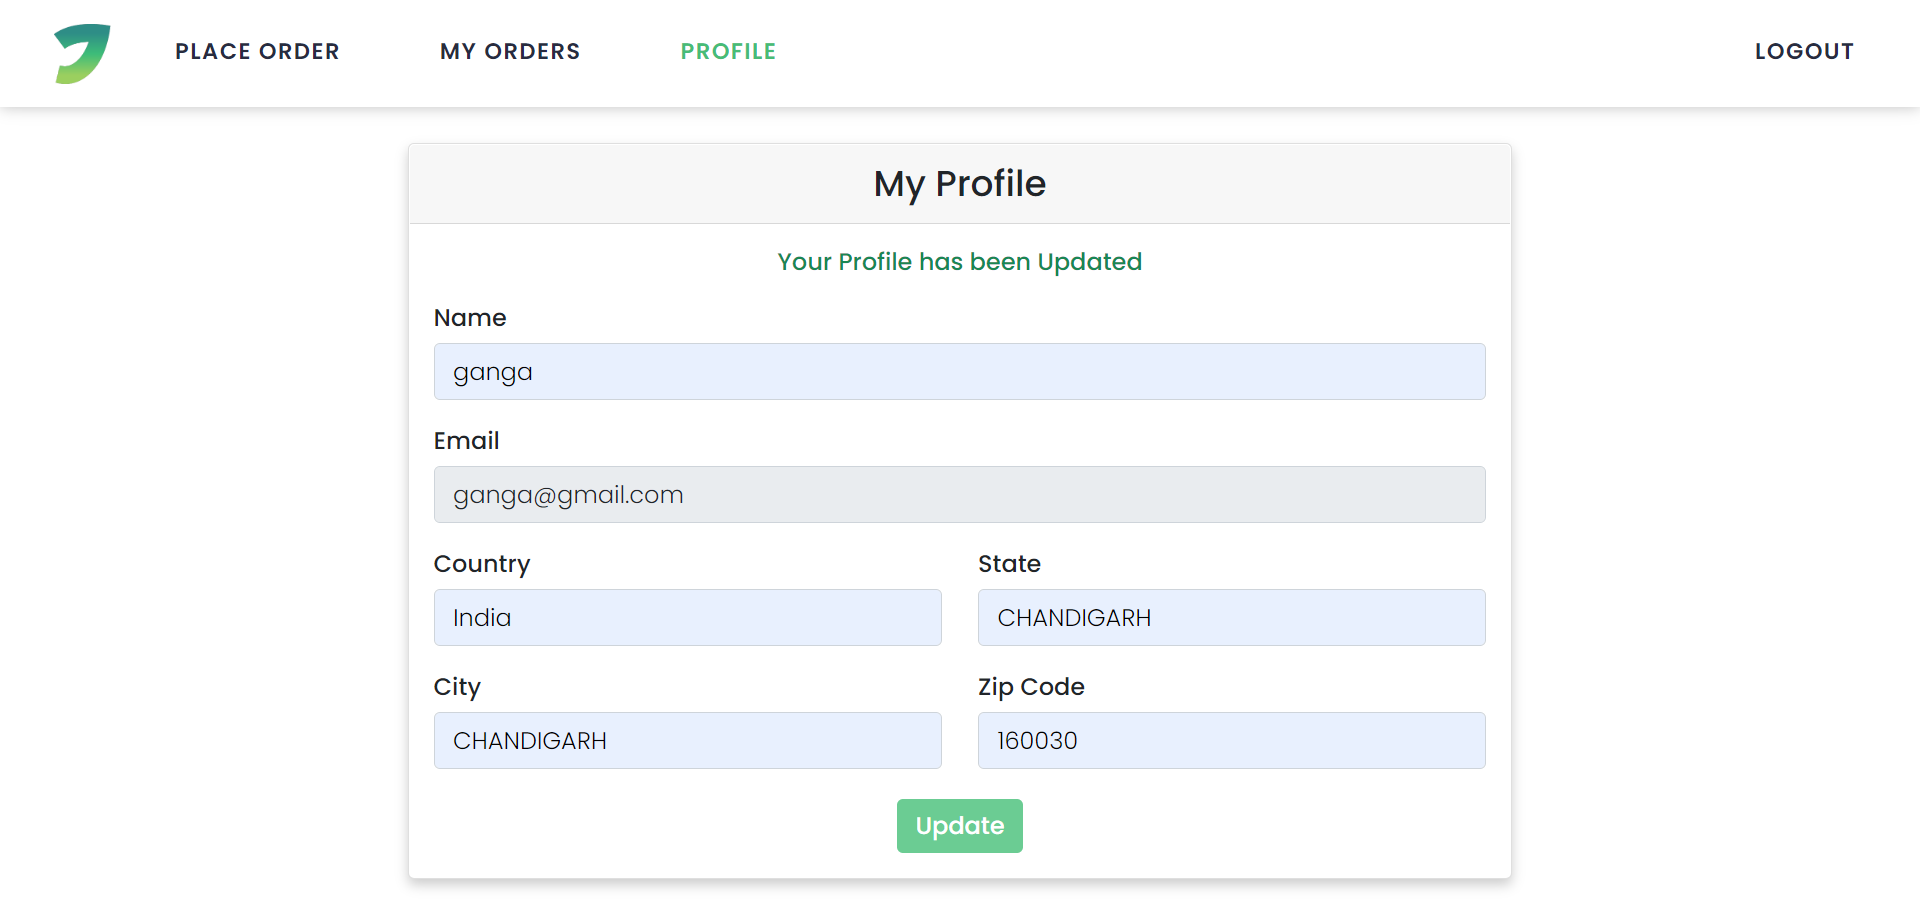 PLACE ORDER MY ORDERS PROFILE LOGOUT
My Profile
Your Profile has been Updated
Name
ganga
Email
ganga@gmail.com
Country State
India CHANDIGARH
City Zip Code
CHANDIGARH 160030
Update